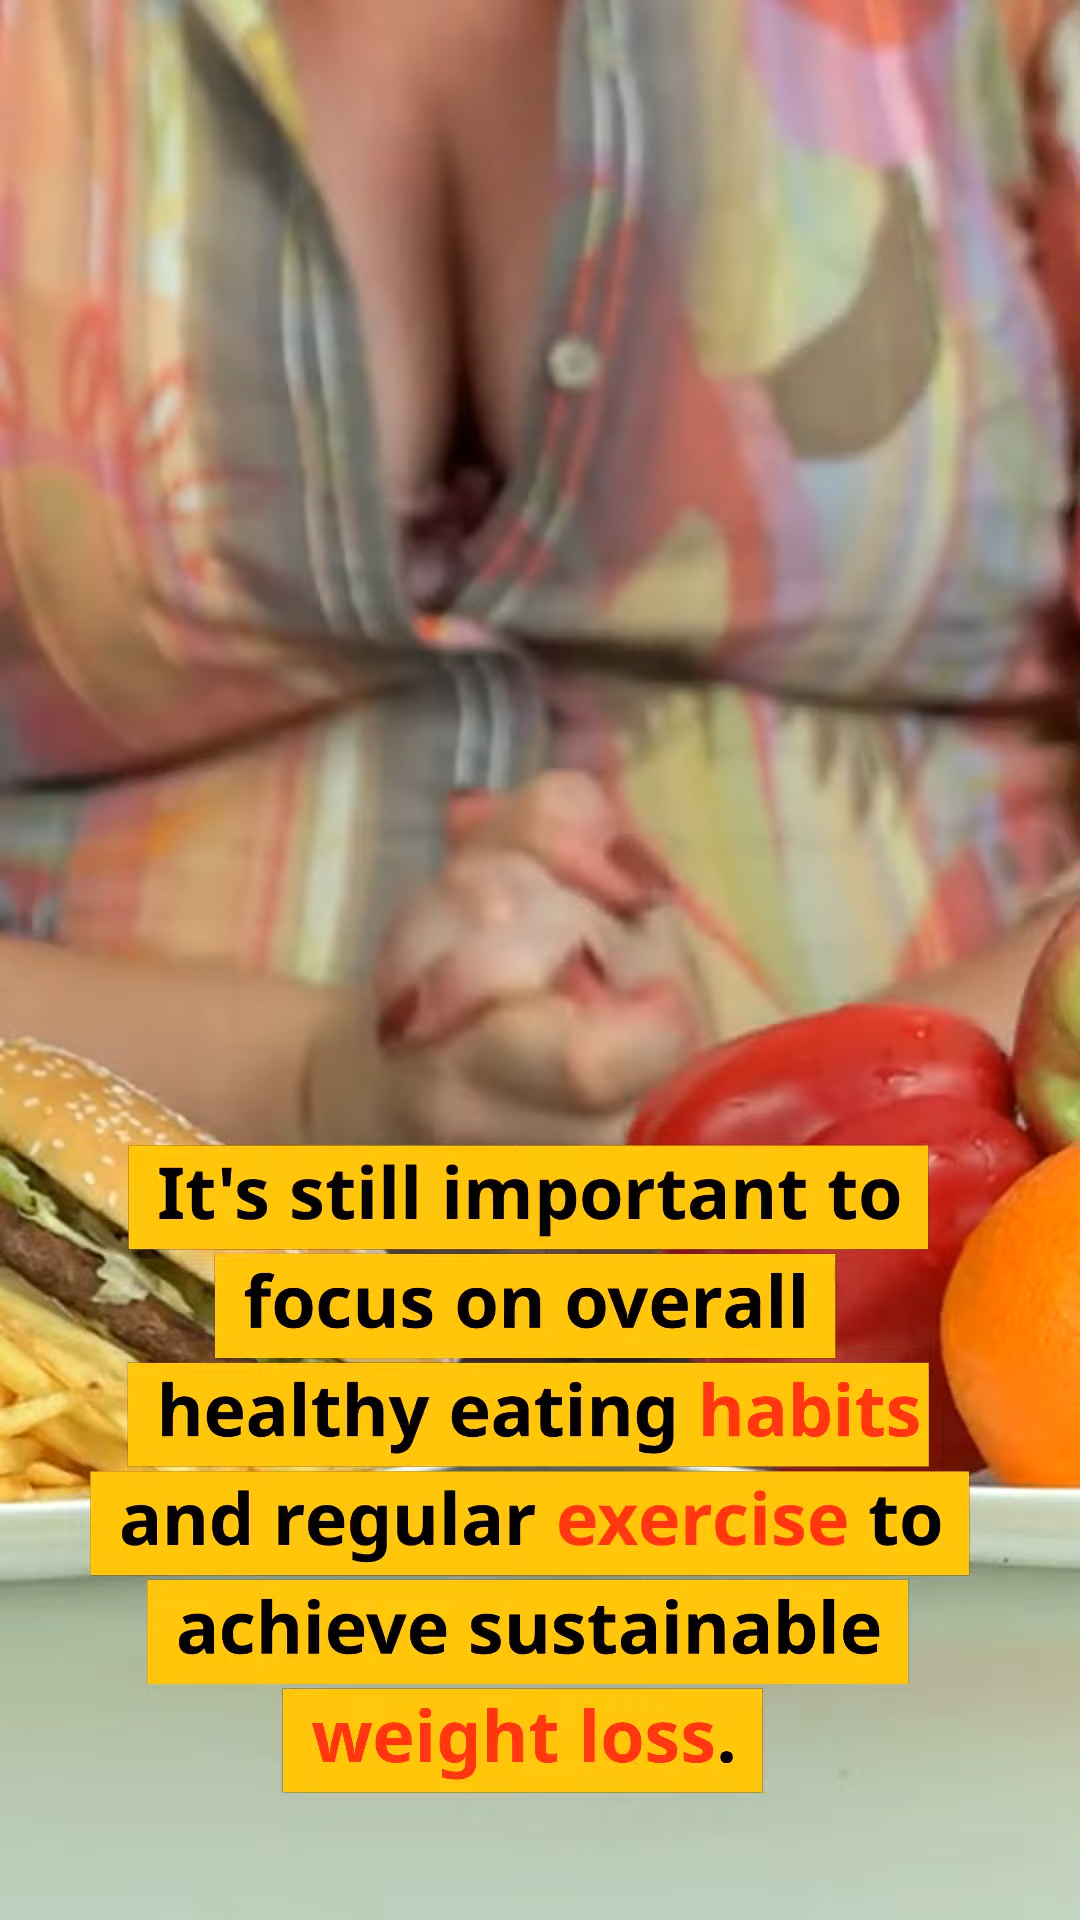 It's still important to
focus on overall
healthy eating habits
and regular exercise to
achieve sustainable
weight loss.